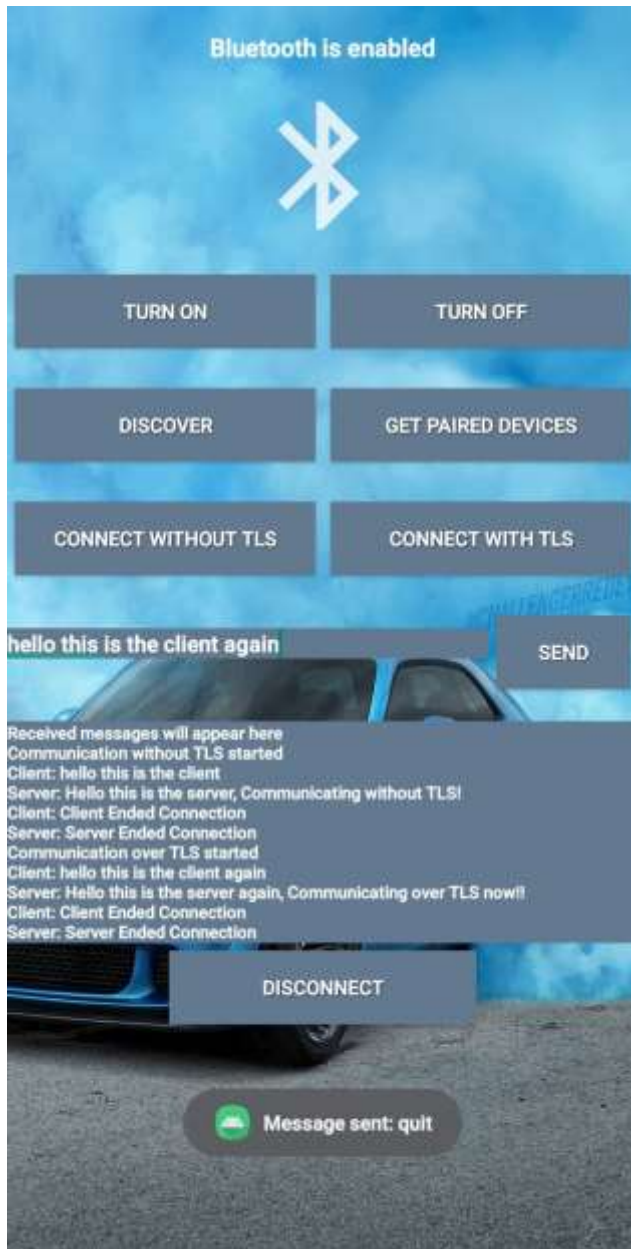 Bluetooth is enabled
TURN ON
TURN OFF
DISCOVER
GET PAIRED DEVICES
CONNECT WITHOUT TLS
CONNECT WITH TLS
hello this is the client again
SEND
Received messages will appear here
Communication without TLS started
Client: hello this is the client
Server: Hello this is the server, Communicating without TLS!
Client: Client Ended Connection
Server: Server Ended Connection
Communication over TLS started
Client: hello this is the client again
Server: Hello this is the server again, Communicating over TLS now!!
Client: Client Ended Connection
Server: Server Ended Connection
DISCONNECT
Message sent: quit